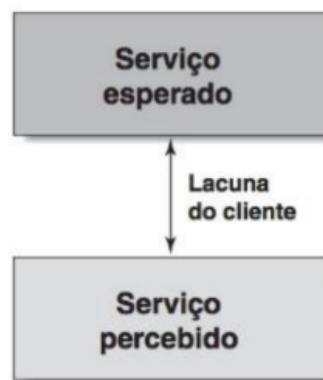 Serviço
esperado
Lacuna
do cliente
Serviço
percebido